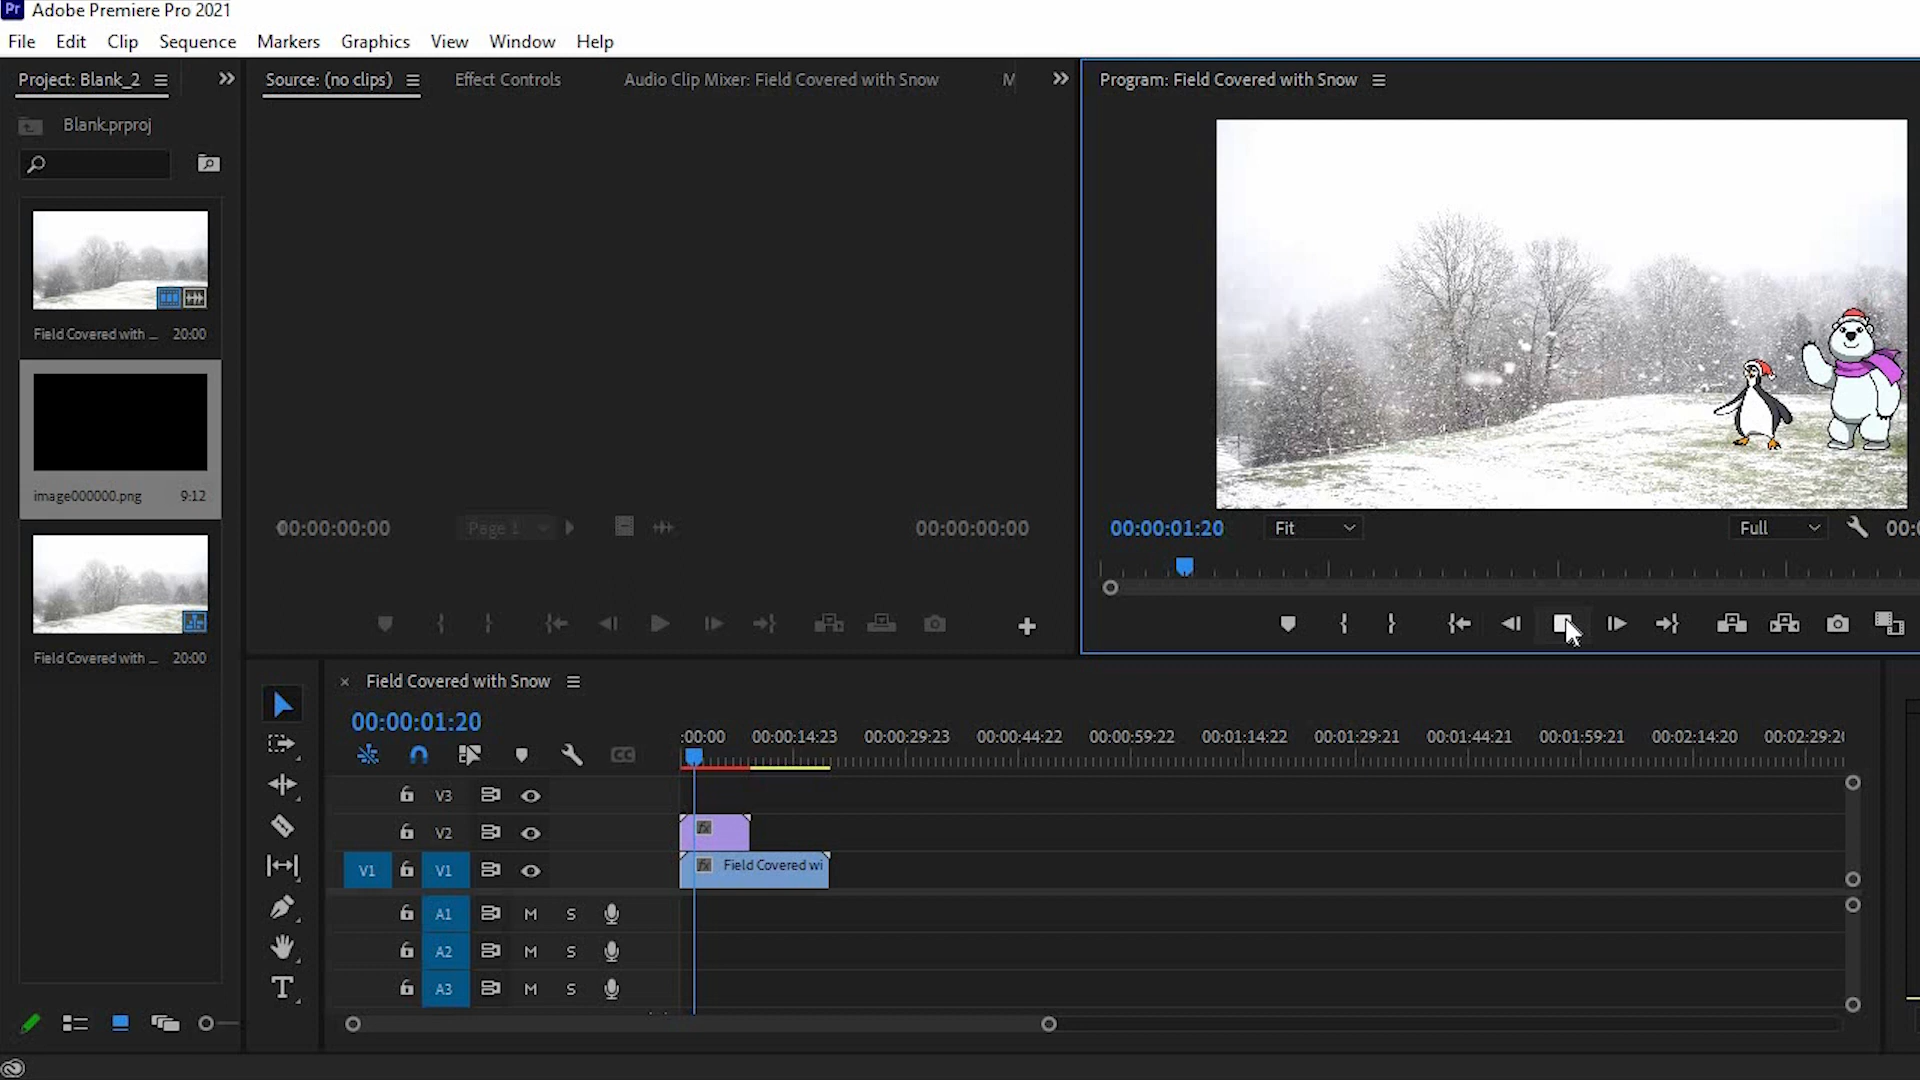 Pr Adobe Premiere Pro 2021
File Edit Clip Sequence Markers Graphics View Window Help
Project: Blank_2
Source: (no clips) Effect Controls Audio Clip Mixer: Field Covered with Snow M
Program: Field Covered with Snow
Blank.prproj
Field Covered with ... 20:00
image000000.png 9:12
Field Covered with ... 20:00
00:00:00:00 Page 1 00:00:00:00
00:00:01:20 Fit Full 00:0
Field Covered with Snow
00:00:01:20
:00:00 00:00:14:23 00:00:29:23 00:00:44:22 00:00:59:22 00:01:14:22 00:01:29:21 00:01:44:21 00:01:59:21 00:02:14:20 00:02:29:20
CC
V3
V2
fx
V1 V1
fx Field Covered wi
A1 M S
A2 M S
A3 M S
T